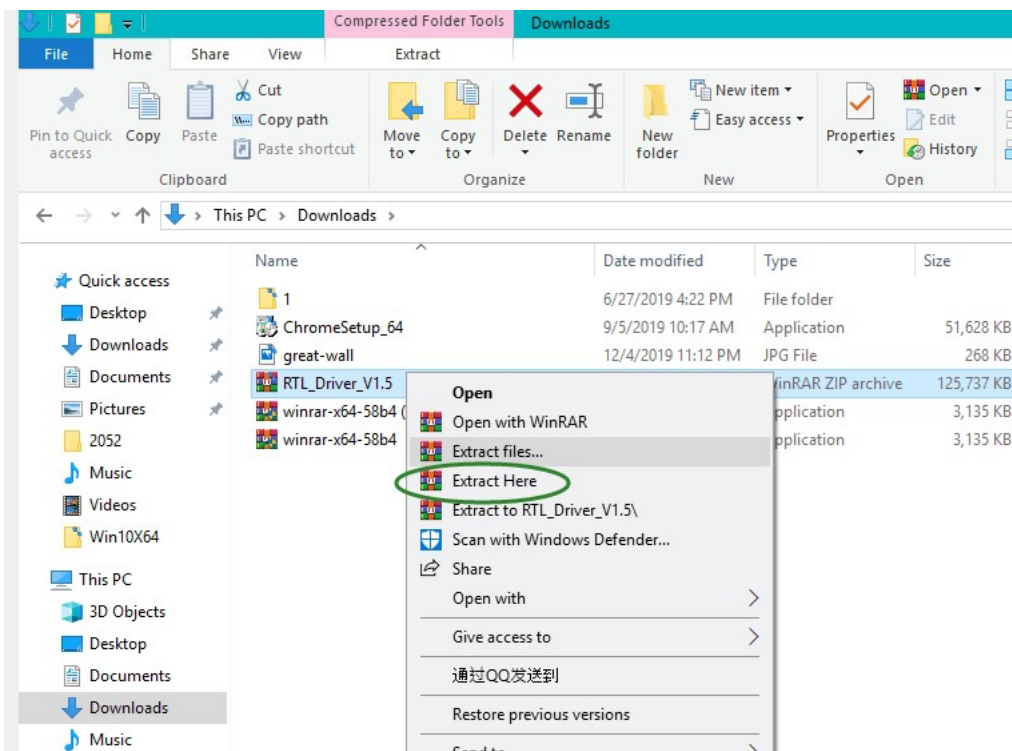 Compressed Folder Tools Downloads
File Home Share View Extract
Pin to Quick access
Copy
Paste
Cut
Copy path
Paste shortcut
Clipboard
Move to
Copy to
Delete
Rename
Organize
New folder
New item
Easy access
New
Properties
Open
Edit
History
Open
This PC > Downloads >
Name Date modified Type Size
1 6/27/2019 4:22 PM File folder
ChromeSetup_64 9/5/2019 10:17 AM Application 51,628 KB
great-wall 12/4/2019 11:12 PM JPG File 268 KB
RTL_Driver_V1.5 WinRAR ZIP archive 125,737 KB
winrar-x64-58b4 ( pplication 3,135 KB
winrar-x64-58b4 pplication 3,135 KB
Quick access
Desktop
Downloads
Documents
Pictures
2052
Music
Videos
Win10X64
This PC
3D Objects
Desktop
Documents
Downloads
Music
Open
Open with WinRAR
Extract files...
Extract Here
Extract to RTL_Driver_V1.5\
Scan with Windows Defender...
Share
Open with
Give access to
通过QQ发送到
Restore previous versions
Send to